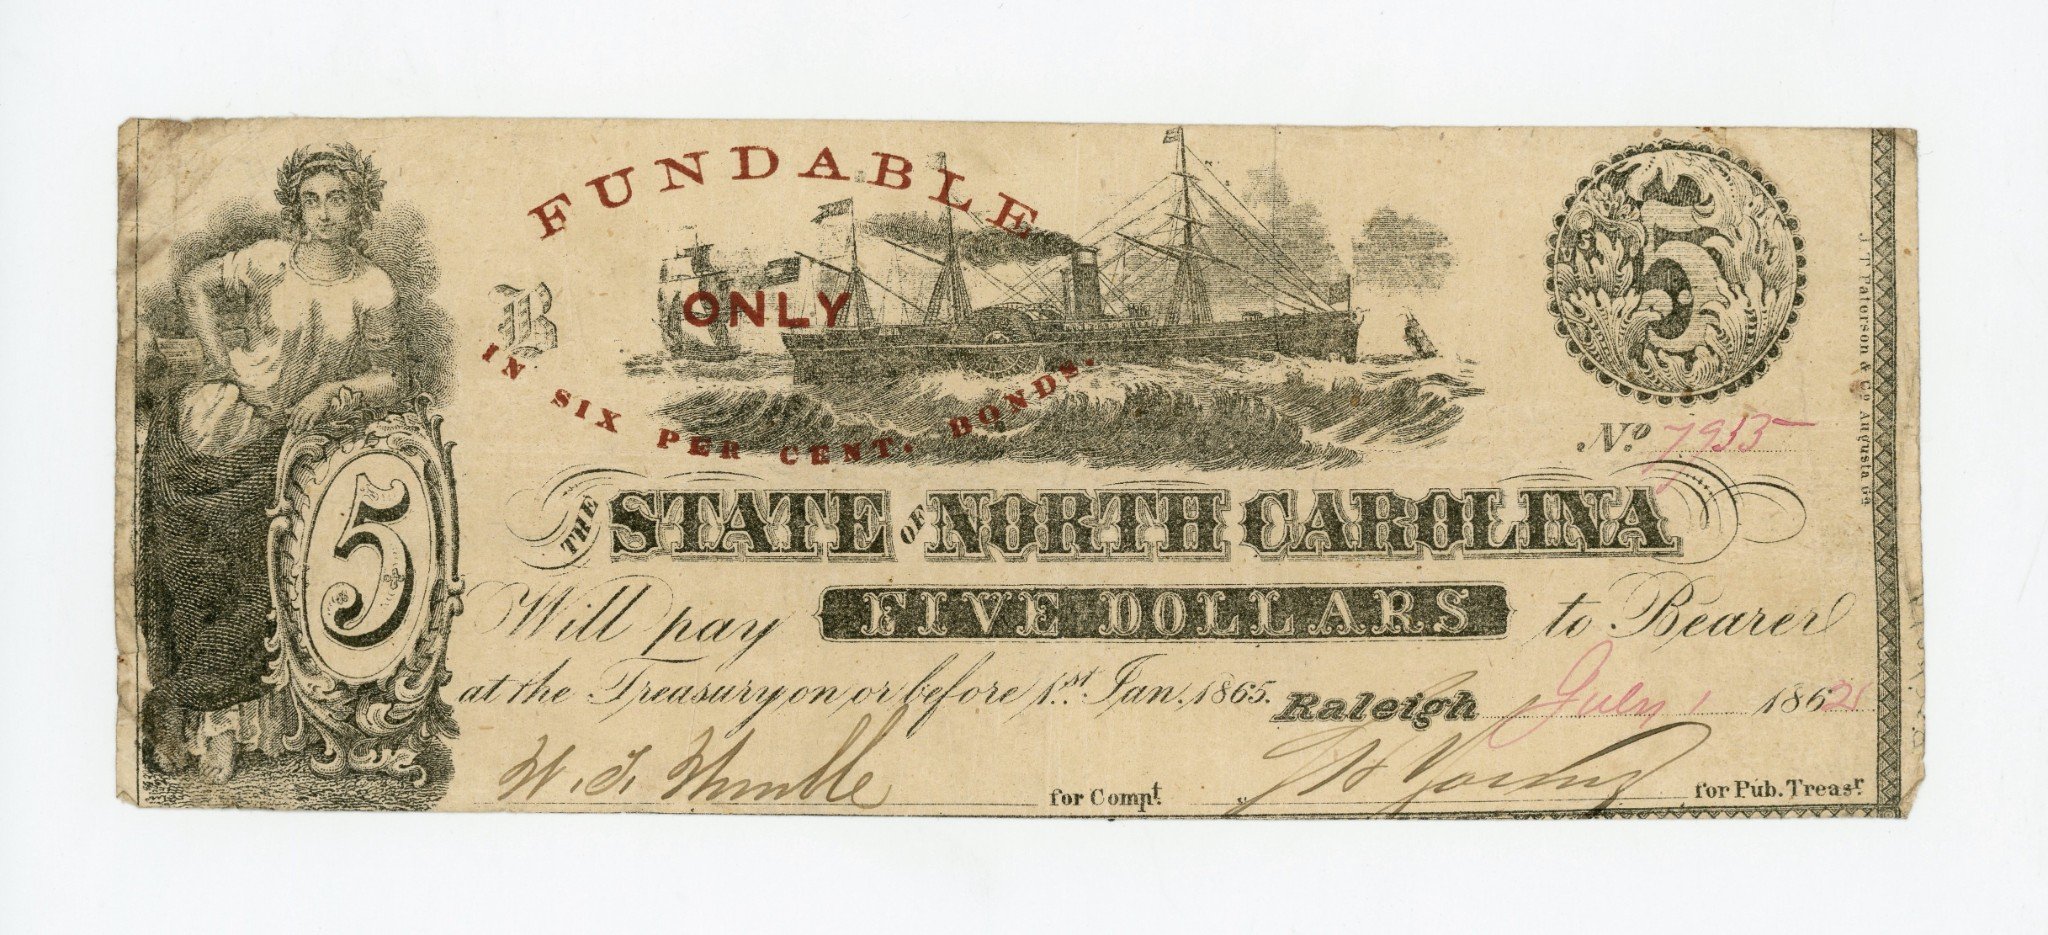 FUNDABLE
ONLY
IN SIX PER CENT. BONDS.
B
5
5
No 7935
THE STATE OF NORTH CAROLINA
Will pay FIVE DOLLARS to Bearer
at the Treasury on or before 1st Jan. 1865. Raleigh July 1 1862
W. T. Womble for Compt.
for Pub. Treasr
J. T. Paterson & Co Augusta Ga